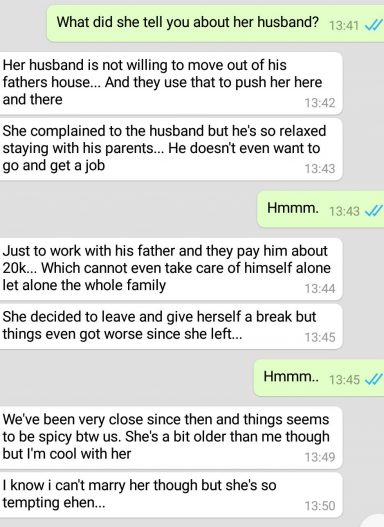 What did she tell you about her husband? 13:41
Her husband is not willing to move out of his
fathers house... And they use that to push her here
and there
13:42
She complained to the husband but he's so relaxed
staying with his parents... He doesn't even want to
go and get a job
13:43
Hmmm. 13:43
Just to work with his father and they pay him about
20k... Which cannot even take care of himself alone
let alone the whole family
13:44
She decided to leave and give herself a break but
things even got worse since she left...
13:45
Hmmm.. 13:45
We've been very close since then and things seems
to be spicy btw us. She's a bit older than me though
but I'm cool with her
13:49
I know i can't marry her though but she's so
tempting ehen...
13:50